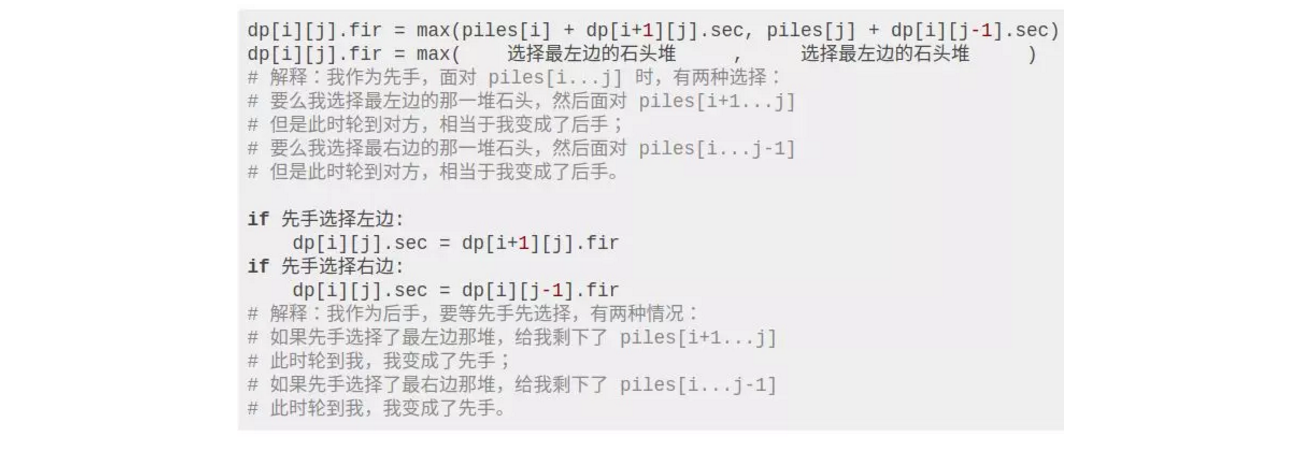 dp[i][j].fir = max(piles[i] + dp[i+1][j].sec, piles[j] + dp[i][j-1].sec)
dp[i][j].fir = max(    选择最左边的石头堆     ,     选择最左边的石头堆     )
# 解释：我作为先手，面对 piles[i...j] 时，有两种选择：
# 要么我选择最左边的那一堆石头，然后面对 piles[i+1...j]
# 但是此时轮到对方，相当于我变成了后手；
# 要么我选择最右边的那一堆石头，然后面对 piles[i...j-1]
# 但是此时轮到对方，相当于我变成了后手。
if 先手选择左边:
    dp[i][j].sec = dp[i+1][j].fir
if 先手选择右边:
    dp[i][j].sec = dp[i][j-1].fir
# 解释：我作为后手，要等先手先选择，有两种情况：
# 如果先手选择了最左边那堆，给我剩下了 piles[i+1...j]
# 此时轮到我，我变成了先手；
# 如果先手选择了最右边那堆，给我剩下了 piles[i...j-1]
# 此时轮到我，我变成了先手。